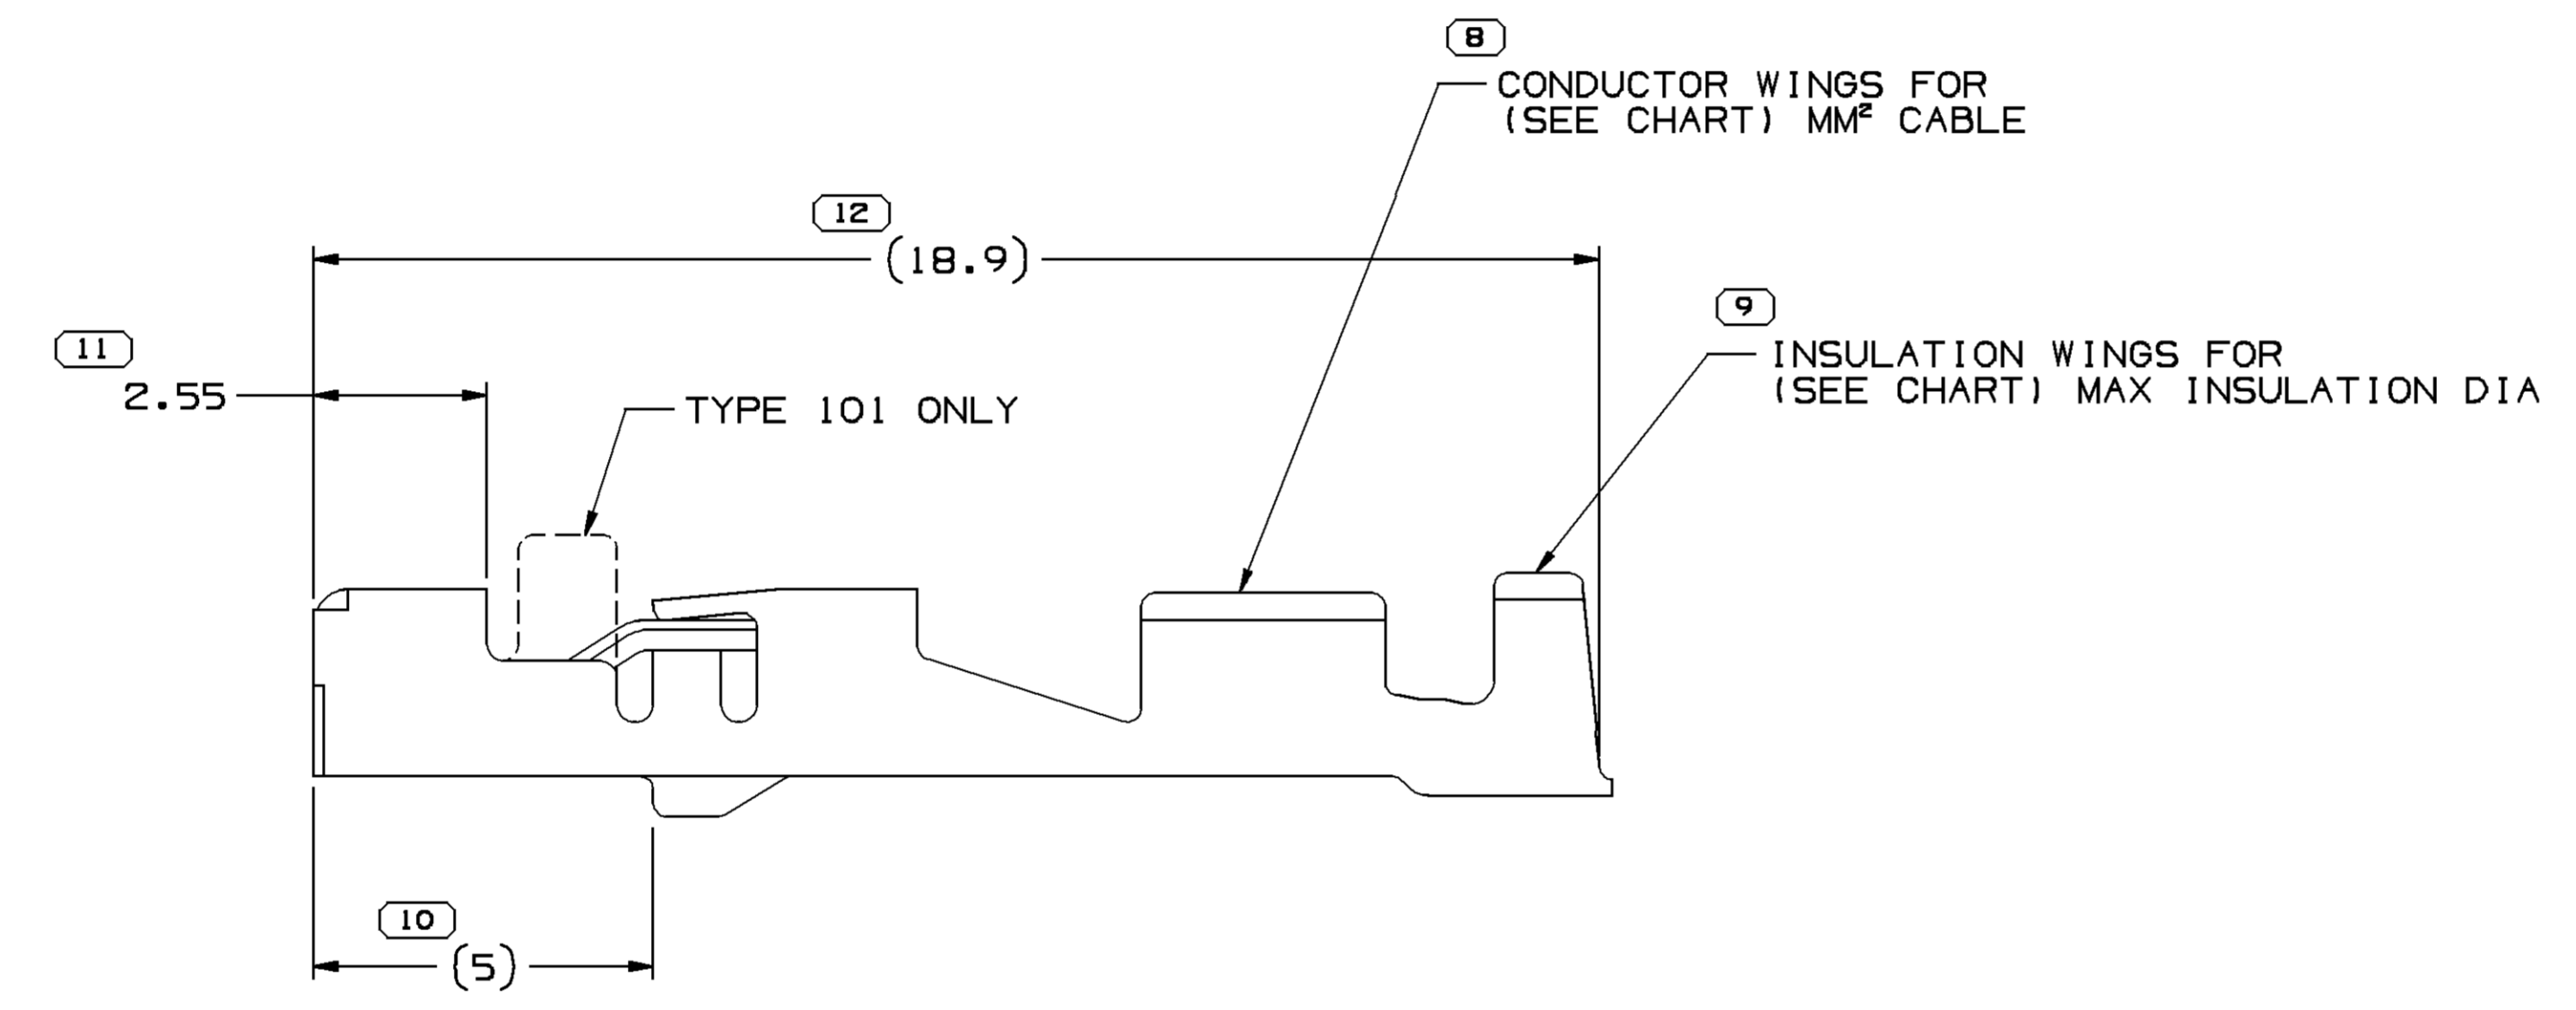 8
CONDUCTOR WINGS FOR
(SEE CHART) MM² CABLE
12
(18.9)
9
INSULATION WINGS FOR
(SEE CHART) MAX INSULATION DIA
11
2.55
TYPE 101 ONLY
10
(5)